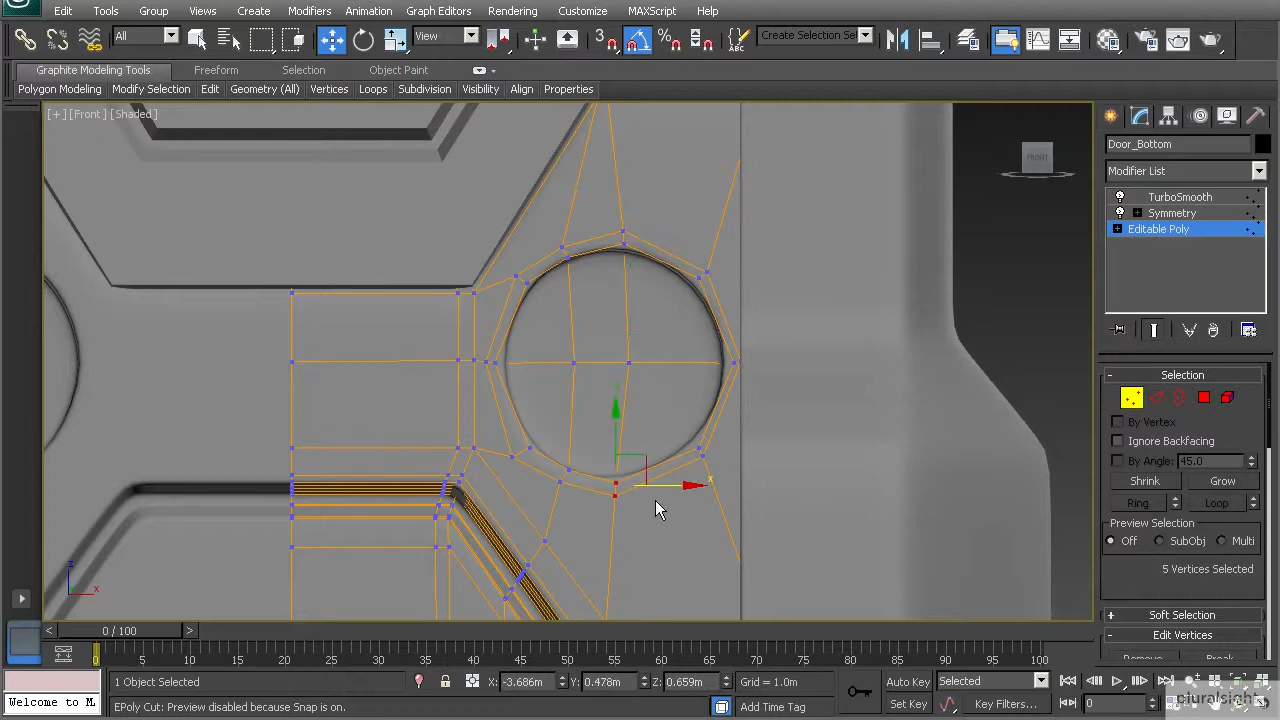 Edit Tools Group Views Create Modifiers Animation Graph Editors Rendering Customize MAXScript Help
All View 3 % Create Selection Se
Graphite Modeling Tools Freeform Selection Object Paint
Polygon Modeling Modify Selection Edit Geometry (All) Vertices Loops Subdivision Visibility Align Properties
[+] [Front] [Shaded]
FRONT
Door_Bottom
Modifier List
TurboSmooth
Symmetry
Editable Poly
- Selection
By Vertex
Ignore Backfacing
By Angle: 45.0
Shrink Grow
Ring Loop
Preview Selection
Off SubObj Multi
5 Vertices Selected
+ Soft Selection
- Edit Vertices
Remove Break
x
z
x
< 0 / 100 >
0 5 10 15 20 25 30 35 40 45 50 55 60 65 70 75 80 85 90 95 100
1 Object Selected X: -3.686m Y: 0.478m Z: 0.659m Grid = 1.0m Auto Key Selected
Welcome to M. EPoly Cut: Preview disabled because Snap is on. Add Time Tag Set Key Key Filters... 0
pluralsight